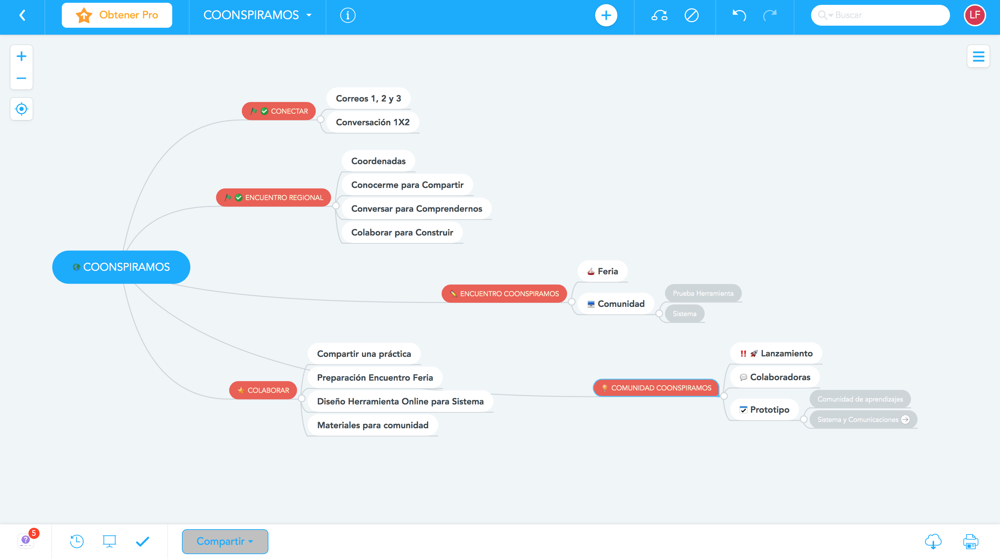 Obtener Pro
COONSPIRAMOS
Buscar
LF
CONECTAR
Correos 1, 2 y 3
Conversación 1X2
ENCUENTRO REGIONAL
Coordenadas
Conocerme para Compartir
Conversar para Comprendernos
Colaborar para Construir
COONSPIRAMOS
ENCUENTRO COONSPIRAMOS
Feria
Comunidad
Prueba Herramienta
Sistema
COLABORAR
Compartir una práctica
Preparación Encuentro Feria
Diseño Herramienta Online para Sistema
Materiales para comunidad
COMUNIDAD COONSPIRAMOS
!! Lanzamiento
Colaboradoras
Prototipo
Comunidad de aprendizajes
Sistema y Comunicaciones
5
Compartir